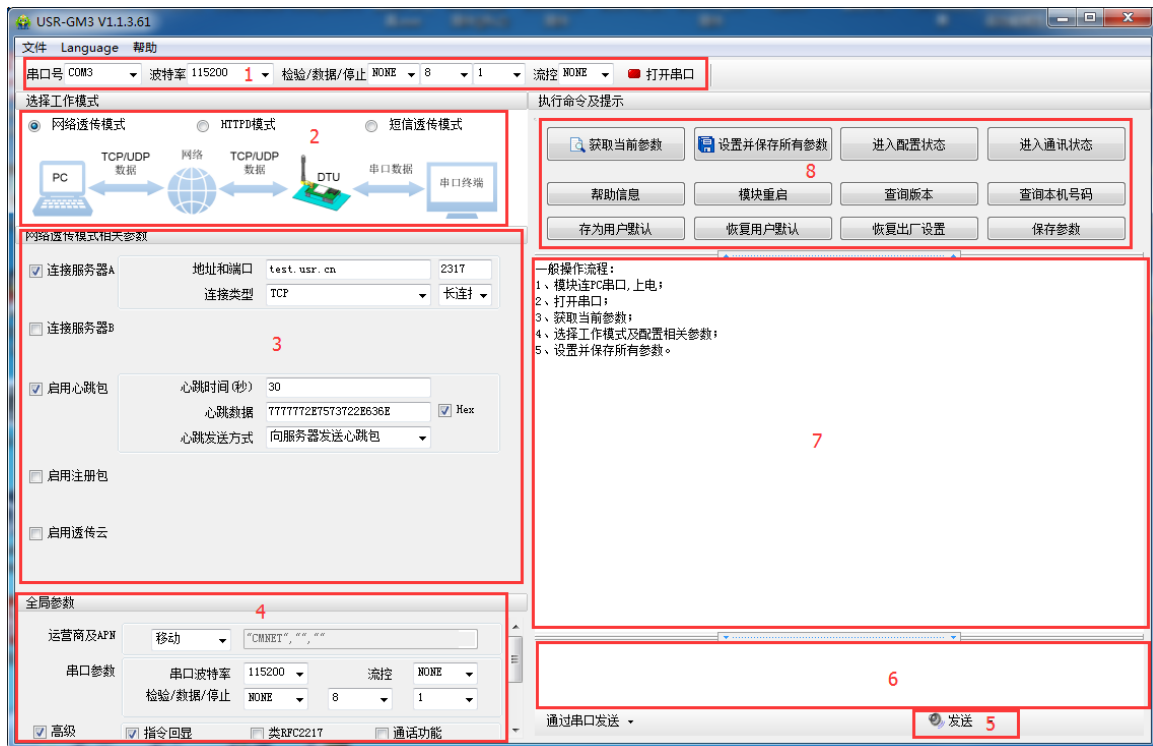 USR-GM3 V1.1.3.61
文件 Language 帮助
串口号 COM3 波特率 115200 1 检验/数据/停止 NONE 8 1 流控 NONE 打开串口
选择工作模式
网络透传模式 HTTPD模式 短信透传模式
2
PC TCP/UDP 数据 网络 TCP/UDP 数据 DTU 串口数据 串口终端
网络透传模式相关参数
连接服务器A 地址和端口 test.usr.cn 2317
连接类型 TCP 长连接
连接服务器B
3
启用心跳包 心跳时间(秒) 30
心跳数据 7777772E7573722E636E Hex
心跳发送方式 向服务器发送心跳包
启用注册包
启用透传云
全局参数
4
运营商及APN 移动 "CMNET","",""
串口参数 串口波特率 115200 流控 NONE
检验/数据/停止 NONE 8 1
高级 指令回显 类RFC2217 通话功能
执行命令及提示
获取当前参数 设置并保存所有参数 进入配置状态 进入通讯状态
8
帮助信息 模块重启 查询版本 查询本机号码
存为用户默认 恢复用户默认 恢复出厂设置 保存参数
一般操作流程:
1、模块连PC串口,上电;
2、打开串口;
3、获取当前参数;
4、选择工作模式及配置相关参数;
5、设置并保存所有参数。
7
6
通过串口发送 发送 5